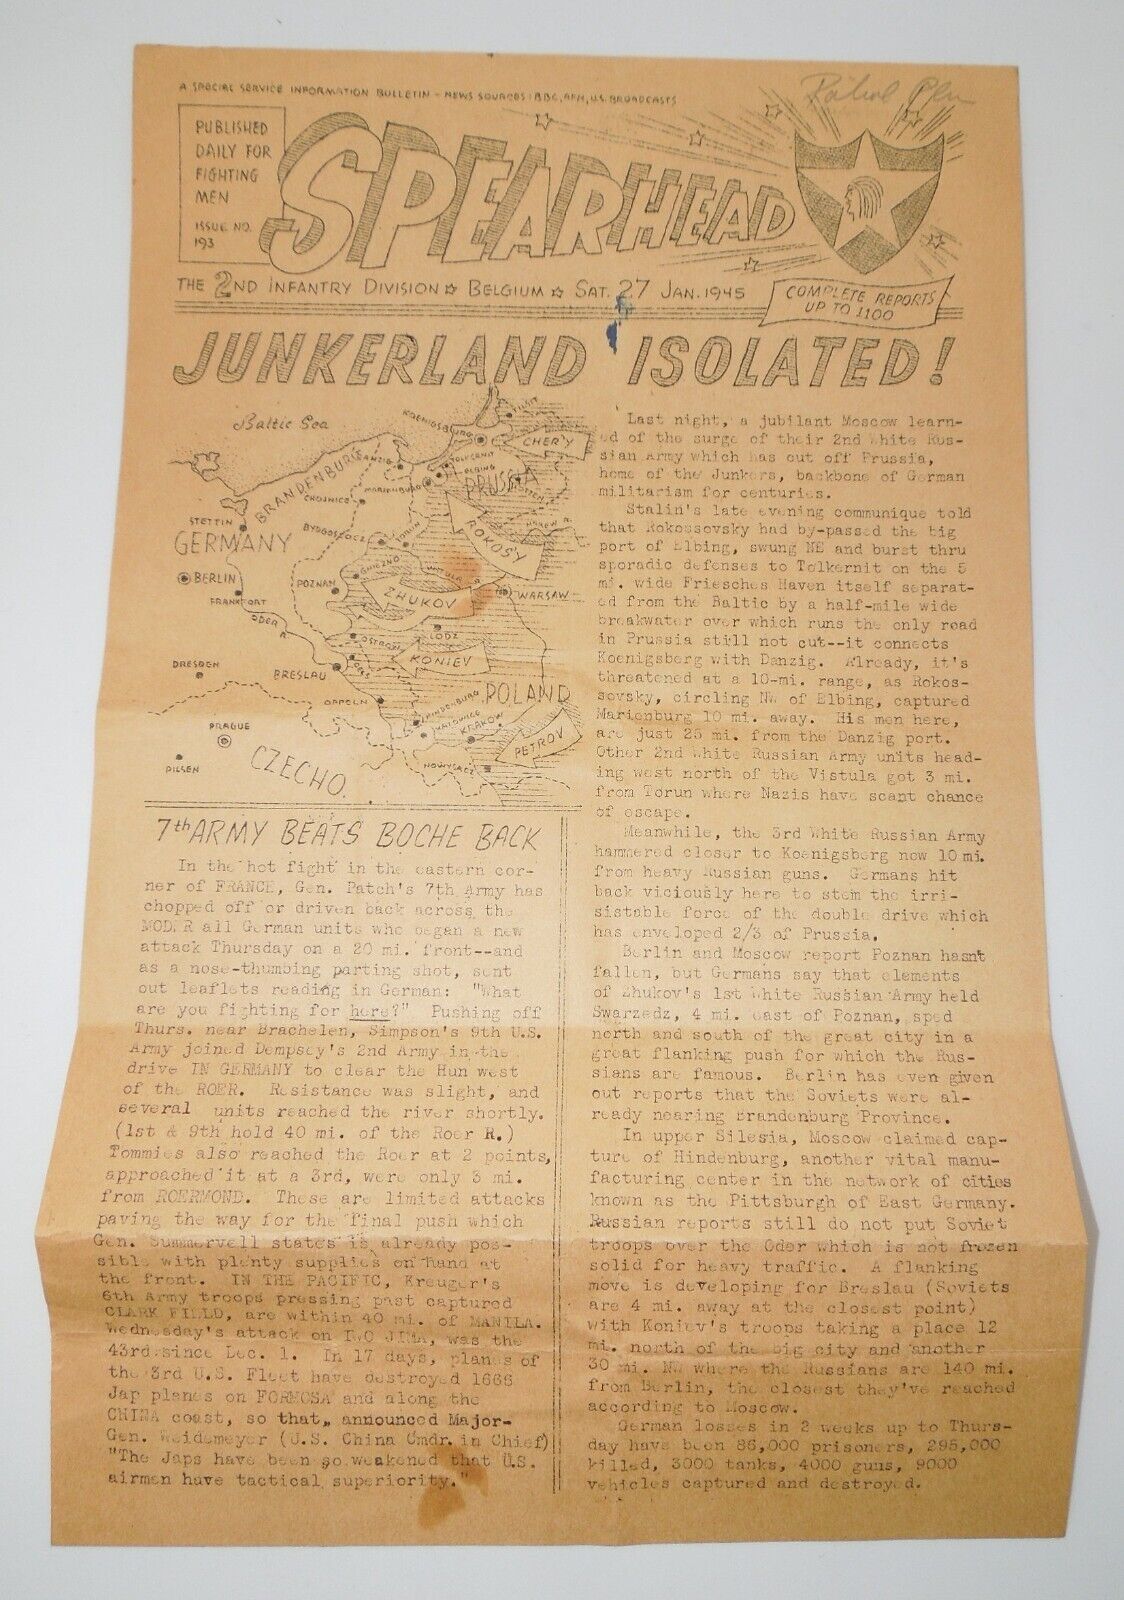 A SPECIAL SERVICE INFORMATION BULLETIN - NEWS SOURCES: BBC, AFN, U.S. BROADCASTS
PUBLISHED
DAILY FOR
FIGHTING
MEN
ISSUE NO.
193
SPEARHEAD
THE 2ND INFANTRY DIVISION ☆ BELGIUM ☆ SAT. 27 JAN. 1945
COMPLETE REPORTS
UP TO 1100
JUNKERLAND ISOLATED!
Baltic Sea
KOENIGSBURG
TILSIT
CHER'Y
DANZIG
TOLKERNIT
ELBING
MARIENBURG
PRUSSIA
BRANDENBURG
CHOJNICE
STETTIN
GERMANY
BYDGOSZOCZ
TORUN
NAREW R.
ROKOS'Y
BERLIN
POZNAN
GNIEZNO
VISTULA
ZHUKOV
WARSAW
FRANKFORT
ODER R.
LODZ
OSTROW
KONIEV
DRESDEN
BRESLAU
OELS
OPPELN
POLAND
HINDENBURG
KATOWICE
KRAKOW
PRAGUE
PETROV
PILSEN
CZECHO.
NOWYSACZ
7th ARMY BEATS BOCHE BACK
In the hot fight in the eastern cor-
ner of FRANCE, Gen. Patch's 7th Army has
chopped off or driven back across the
MODER all German units who began a new
attack Thursday on a 20 mi. front--and
as a nose-thumbing parting shot, sent
out leaflets reading in German: "What
are you fighting for here?" Pushing off
Thurs. near Brachelen, Simpson's 9th U.S.
Army joined Dempsey's 2nd Army in the
drive IN GERMANY to clear the Hun west
of the ROER. Resistance was slight, and
several units reached the river shortly.
(1st & 9th hold 40 mi. of the Roer R.)
Tommies also reached the Roer at 2 points,
approached it at a 3rd, were only 3 mi.
from ROERMOND. These are limited attacks
paving the way for the final push which
Gen. Summervell states is already pos-
sible with plenty supplies on hand at
the front. IN THE PACIFIC, Kreuger's
6th Army troops pressing past captured
CLARK FIELD, are within 40 mi. of MANILA.
Wednesday's attack on IWO JIMA, was the
43rd since Dec. 1. In 17 days, planes of
the 3rd U.S. Fleet have destroyed 1666
Jap planes on FORMOSA and along the
CHINA coast, so that, announced Major-
Gen. Weidemeyer (U.S. China Cmdr. in Chief)
"The Japs have been so weakened that U.S.
airmen have tactical superiority."
Last night, a jubilant Moscow learn-
ed of the surge of their 2nd White Rus-
sian Army which has cut off Prussia,
home of the Junkers, backbone of German
militarism for centuries.
Stalin's late evening communique told
that Rokossovsky had by-passed the big
port of Elbing, swung NE and burst thru
sporadic defenses to Tolkernit on the 5
mi. wide Friesches Haven itself separat-
ed from the Baltic by a half-mile wide
breakwater over which runs the only road
in Prussia still not cut--it connects
Koenigsberg with Danzig. Already, it's
threatened at a 10-mi. range, as Rokos-
sovsky, circling NW of Elbing, captured
Marienburg 10 mi. away. His men here,
are just 25 mi. from the Danzig port.
Other 2nd White Russian Army units head-
ing west north of the Vistula got 3 mi.
from Torun where Nazis have scant chance
of escape.
Meanwhile, the 3rd White Russian Army
hammered closer to Koenigsberg now 10 mi.
from heavy Russian guns. Germans hit
back viciously here to stem the irri-
sistable force of the double drive which
has enveloped 2/3 of Prussia.
Berlin and Moscow report Poznan hasnt
fallen, but Germans say that elements
of Zhukov's 1st White Russian Army held
Swarzedz, 4 mi. east of Poznan, sped
north and south of the great city in a
great flanking push for which the Rus-
sians are famous. Berlin has even given
out reports that the Soviets were al-
ready nearing Brandenburg Province.
In upper Silesia, Moscow claimed cap-
ture of Hindenburg, another vital manu-
facturing center in the network of cities
known as the Pittsburgh of East Germany.
Russian reports still do not put Soviet
troops over the Oder which is not frozen
solid for heavy traffic. A flanking
move is developing for Breslau (Soviets
are 4 mi. away at the closest point)
with Koniev's troops taking a place 12
mi. north of the big city and another
30 mi. NW where the Russians are 140 mi.
from Berlin, the closest they've reached
according to Moscow.
German losses in 2 weeks up to Thurs-
day have been 86,000 prisoners, 295,000
killed, 3000 tanks, 4000 guns, 9000
vehicles captured and destroyed.